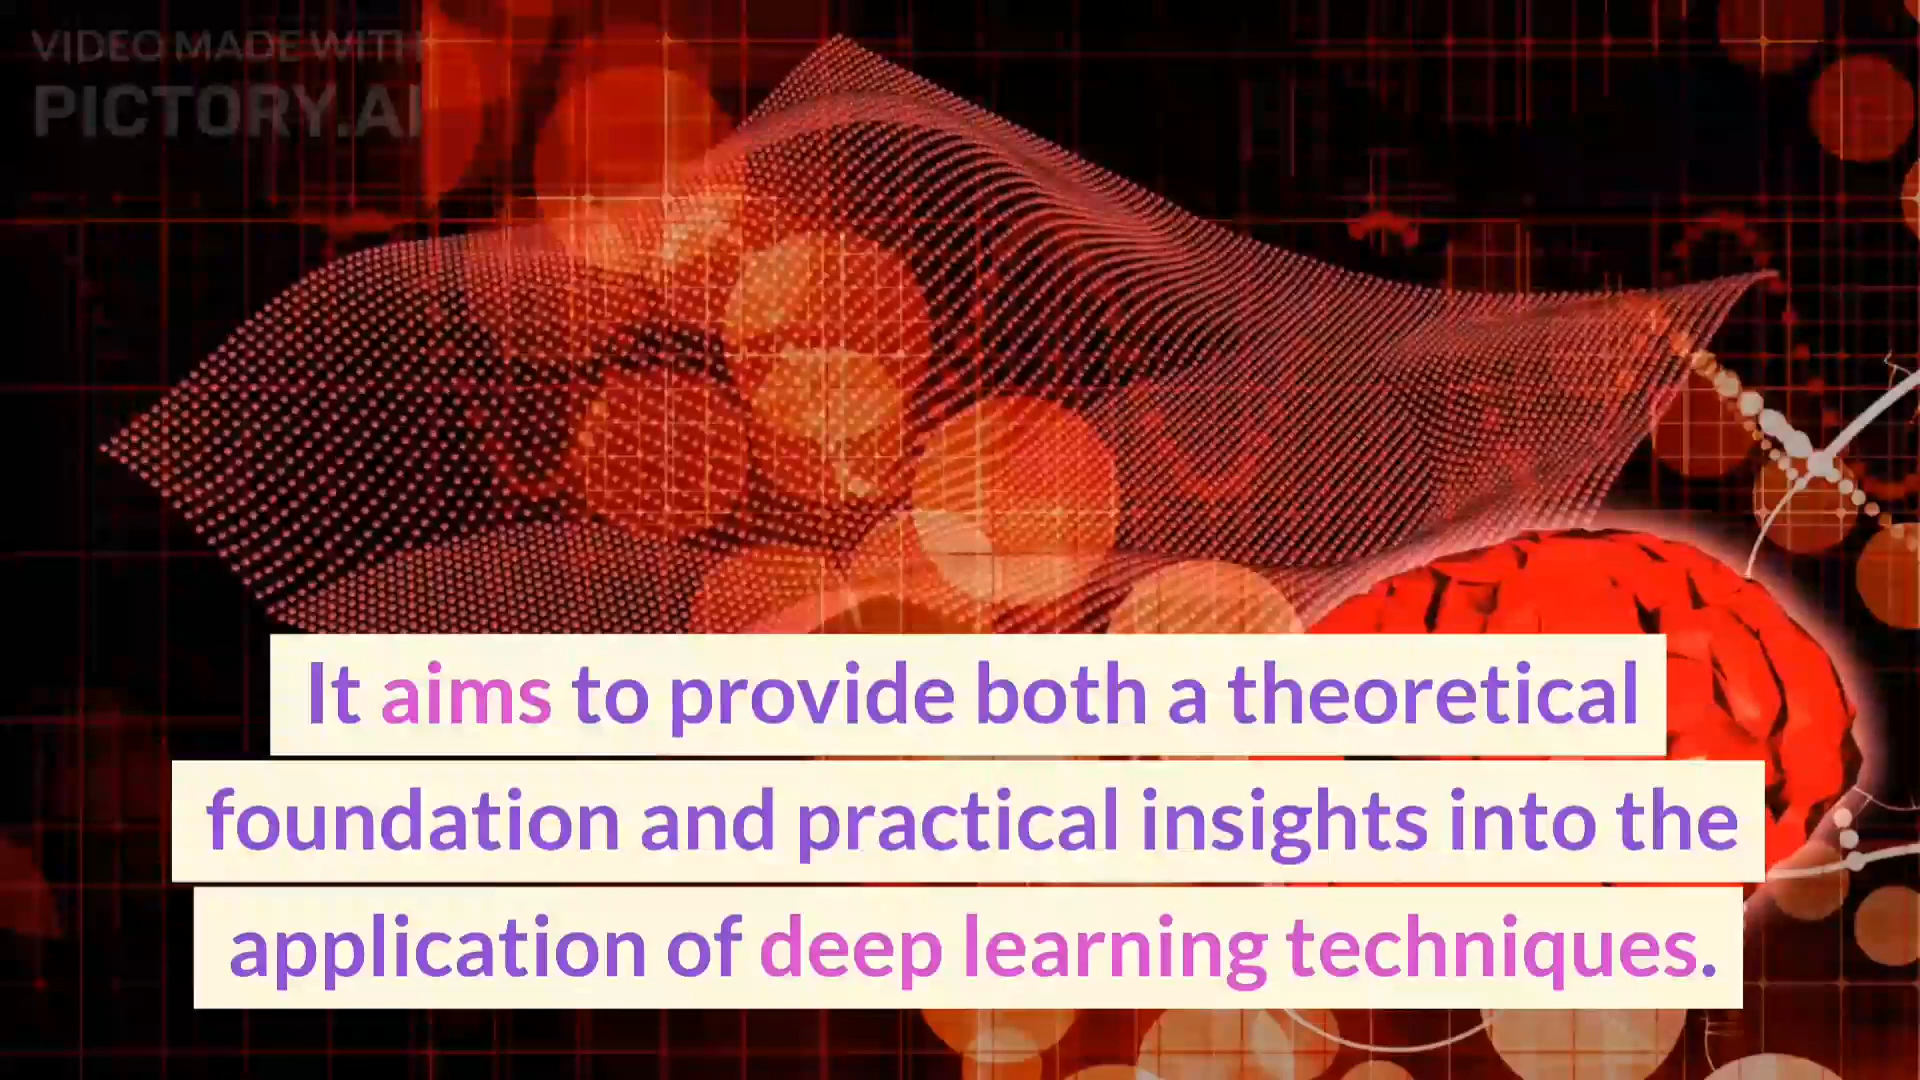 VIDEO MADE WITH
PICTORY.AI
It aims to provide both a theoretical
foundation and practical insights into the
application of deep learning techniques.